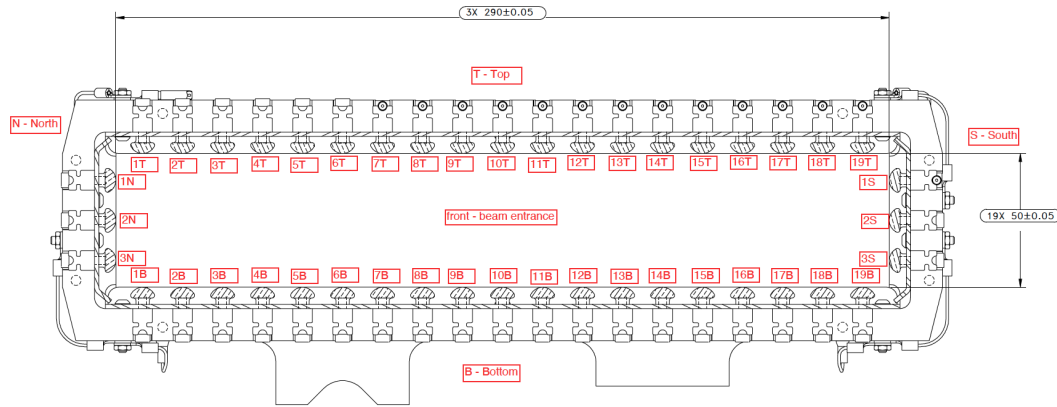 3X 290±0.05
T - Top
N - North
S - South
1T 2T 3T 4T 5T 6T 7T 8T 9T 10T 11T 12T 13T 14T 15T 16T 17T 18T 19T
1N 1S
2N front - beam entrance 2S
19X 50±0.05
3N 3S
1B 2B 3B 4B 5B 6B 7B 8B 9B 10B 11B 12B 13B 14B 15B 16B 17B 18B 19B
B - Bottom